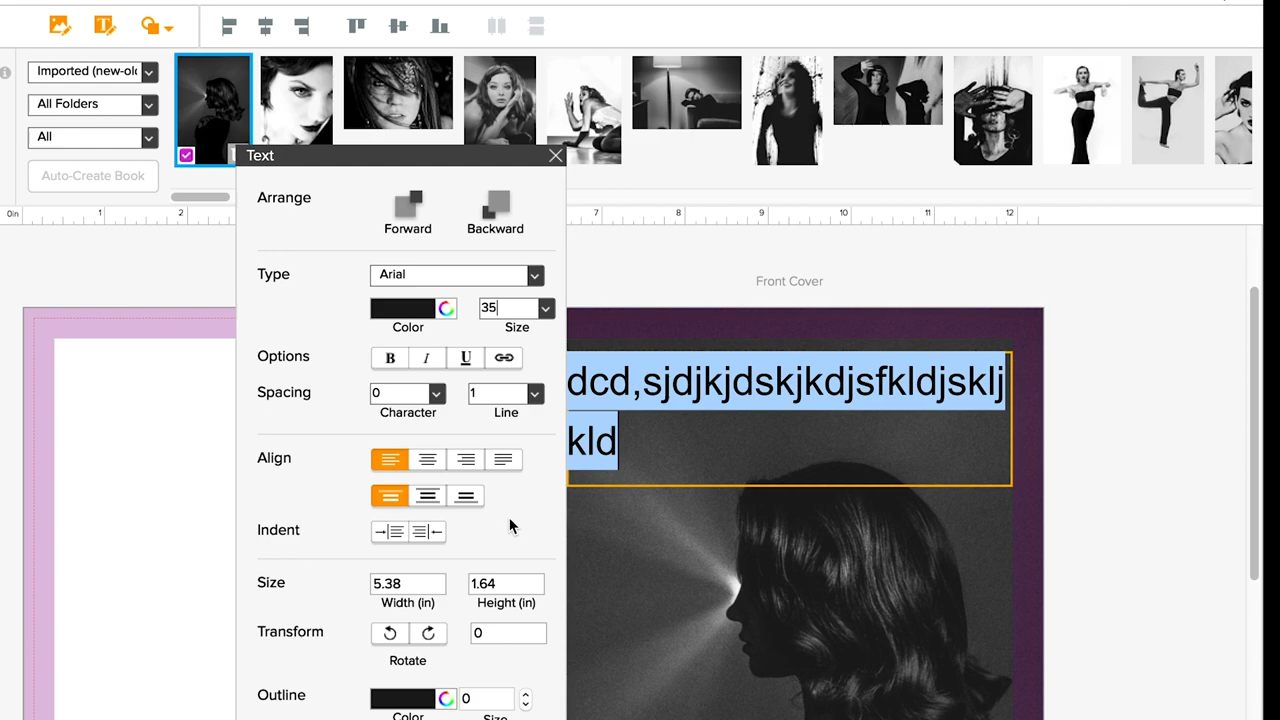 Imported (new-olc
All Folders
All
Auto-Create Book
Text
Arrange
Forward
Backward
0in
1
2
7
8
9
10
11
12
Front Cover
Type
Arial
35
Color
Size
Options
B I U
Spacing
0
1
Character
Line
dcd,sjdjkjdskjkdjsfkldjsklj
kld
Align
Indent
Size
5.38
1.64
Width (in)
Height (in)
Transform
0
Rotate
Outline
0
Color
Size